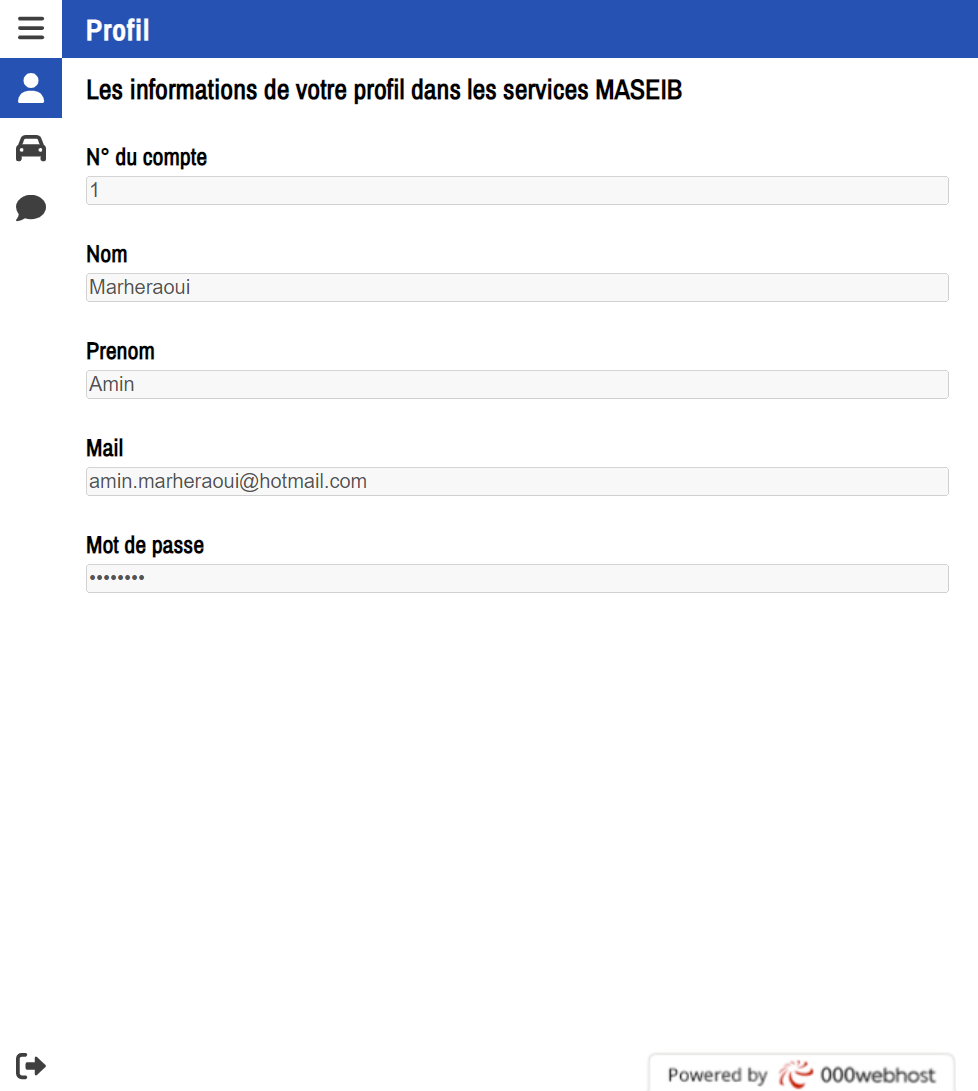 Profil
Les informations de votre profil dans les services MASEIB
N° du compte
1
Nom
Marheraoui
Prenom
Amin
Mail
amin.marheraoui@hotmail.com
Mot de passe
••••••••
Powered by 000webhost